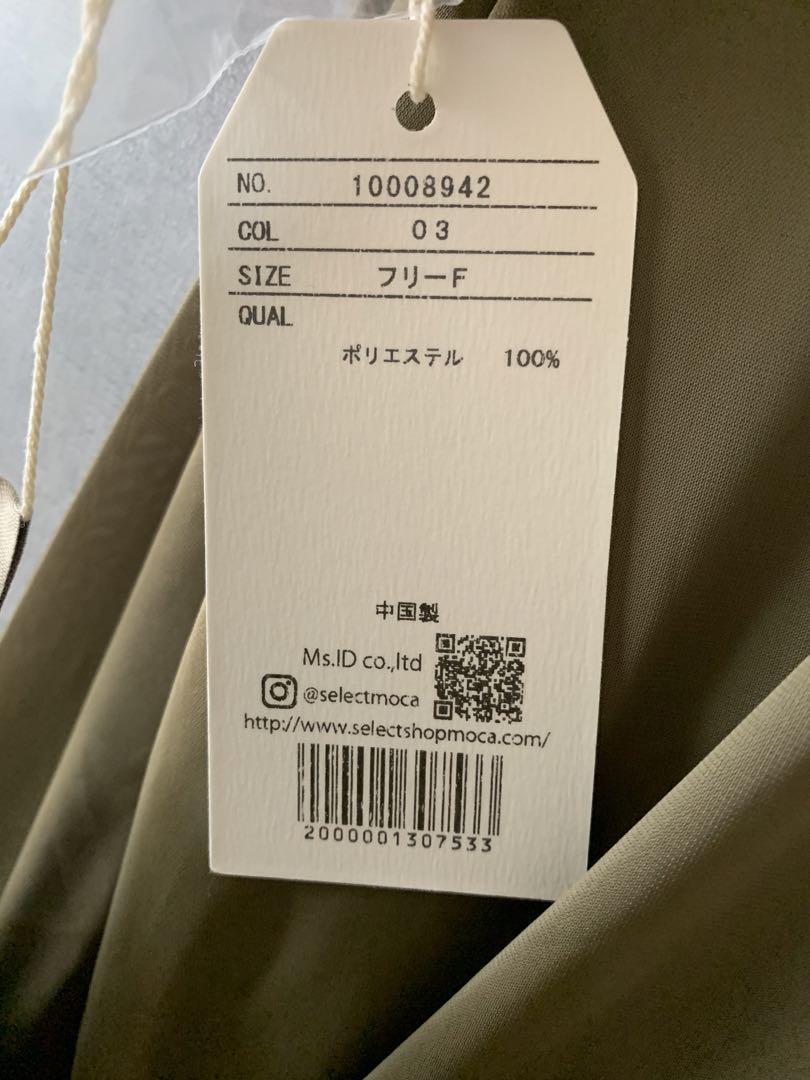 NO. 10008942
COL 03
SIZE フリーF
QUAL
ポリエステル 100%
中国製
Ms.ID co.,ltd
@selectmoca
http://www.selectshopmoca.com/
2000001307533